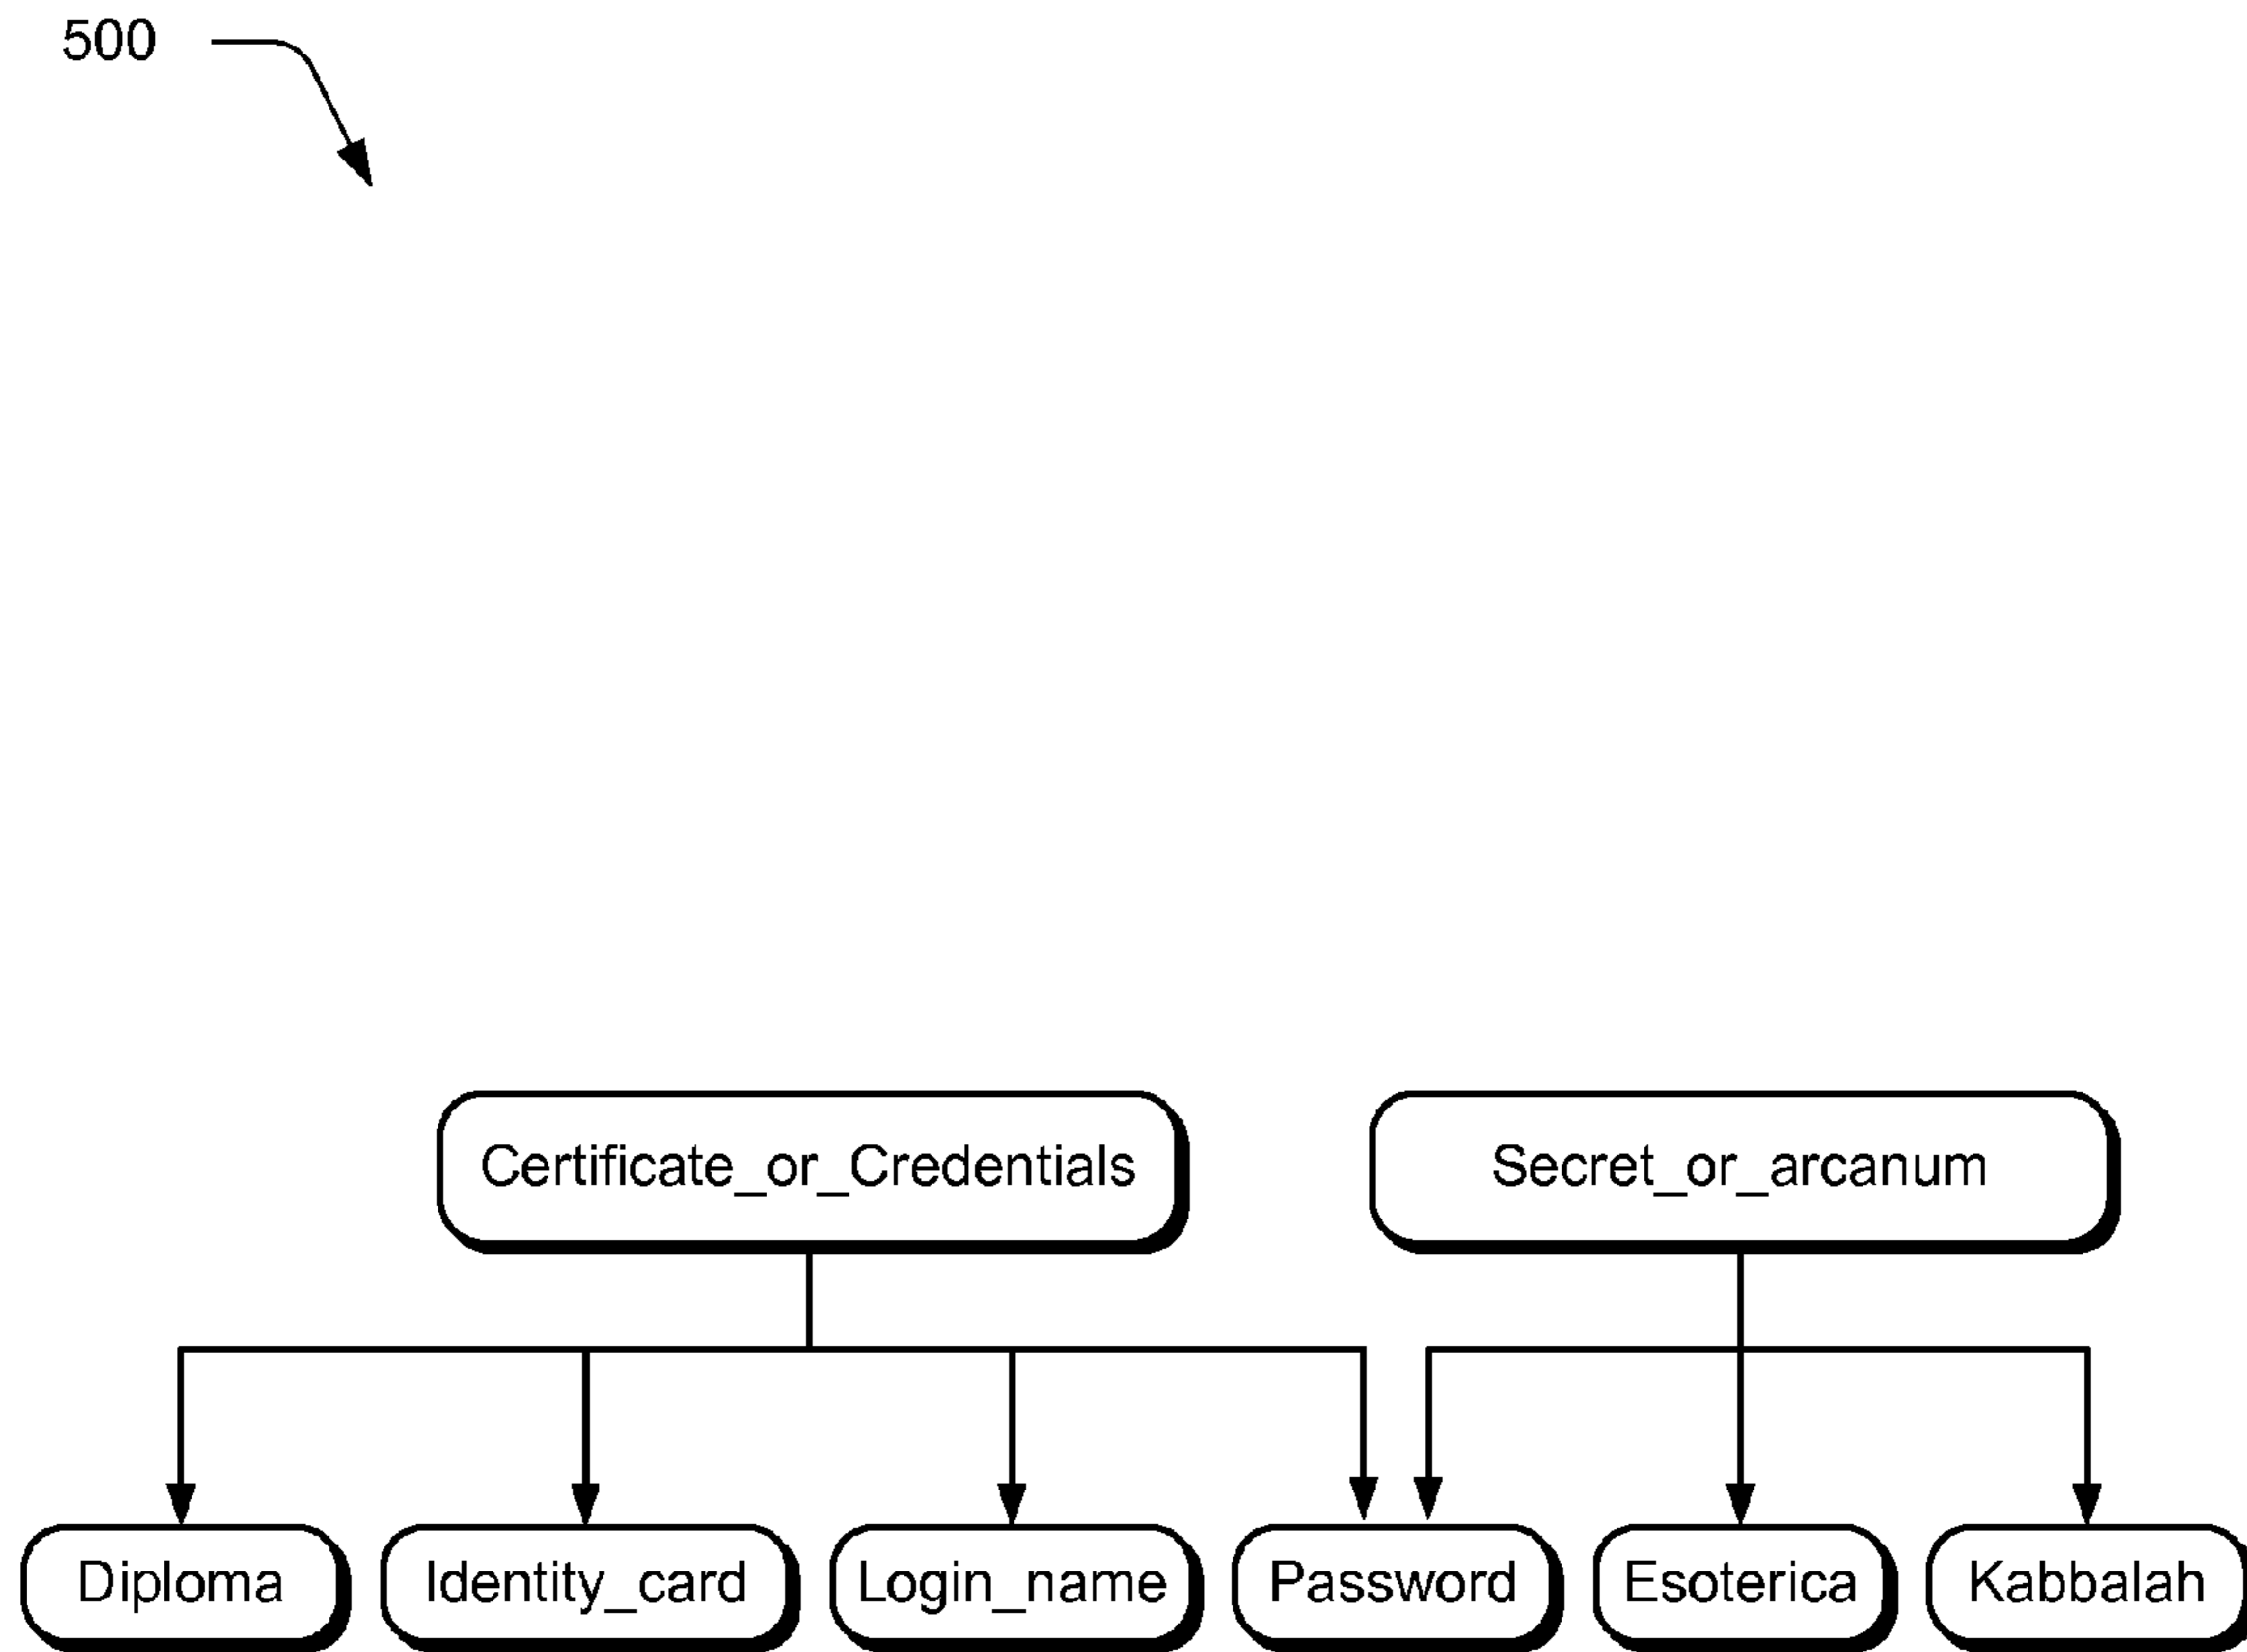 500
Certificate_or_Credentials
Secret_or_arcanum
Diploma
Identity_card
Login_name
Password
Esoterica
Kabbalah